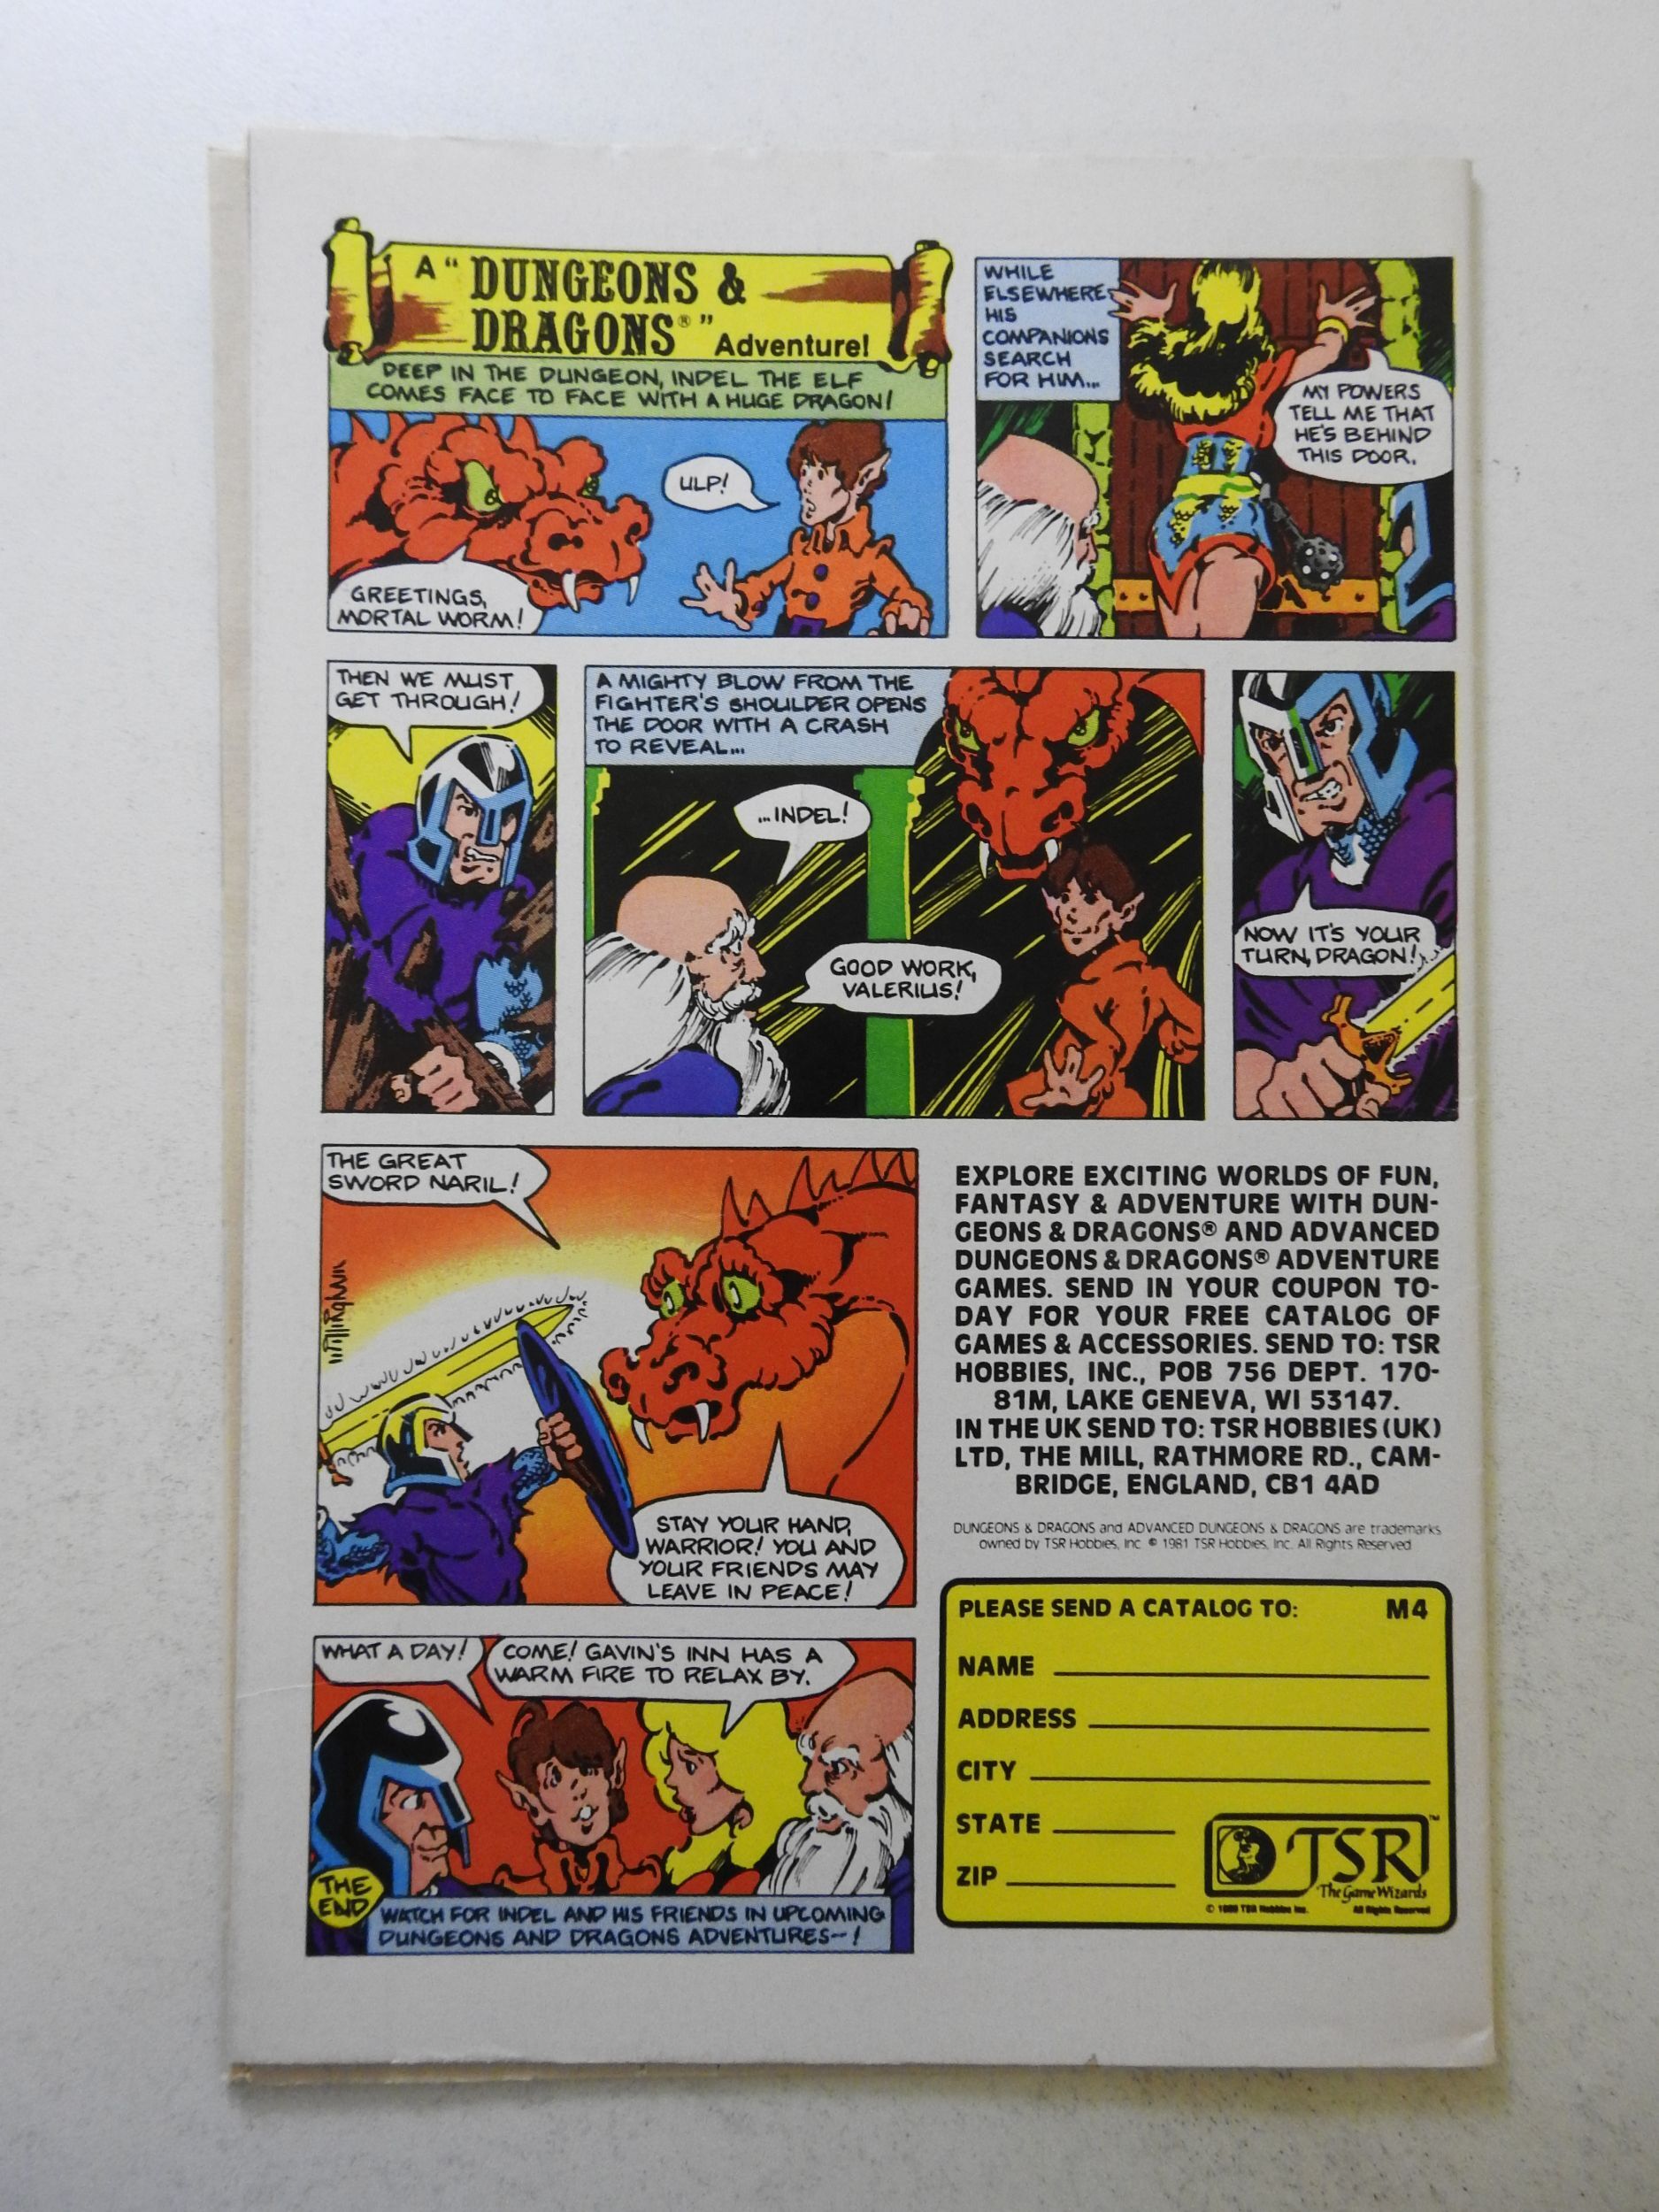 A "DUNGEONS &
DRAGONS®"
Adventure!
DEEP IN THE DUNGEON, INDEL THE ELF
COMES FACE TO FACE WITH A HUGE DRAGON!
ULP!
GREETINGS,
MORTAL WORM!
WHILE
ELSEWHERE,
HIS
COMPANIONS
SEARCH
FOR HIM...
MY POWERS
TELL ME THAT
HE'S BEHIND
THIS DOOR.
THEN WE MUST
GET THROUGH!
A MIGHTY BLOW FROM THE
FIGHTER'S SHOULDER OPENS
THE DOOR WITH A CRASH
TO REVEAL...
...INDEL!
GOOD WORK,
VALERIUS!
NOW IT'S YOUR
TURN, DRAGON!
THE GREAT
SWORD NARIL!
Willingham
STAY YOUR HAND,
WARRIOR! YOU AND
YOUR FRIENDS MAY
LEAVE IN PEACE!
WHAT A DAY!
COME! GAVIN'S INN HAS A
WARM FIRE TO RELAX BY.
THE
END
WATCH FOR INDEL AND HIS FRIENDS IN UPCOMING
DUNGEONS AND DRAGONS ADVENTURES--!
EXPLORE EXCITING WORLDS OF FUN,
FANTASY & ADVENTURE WITH DUN-
GEONS & DRAGONS® AND ADVANCED
DUNGEONS & DRAGONS® ADVENTURE
GAMES. SEND IN YOUR COUPON TO-
DAY FOR YOUR FREE CATALOG OF
GAMES & ACCESSORIES. SEND TO: TSR
HOBBIES, INC., POB 756 DEPT. 170-
81M, LAKE GENEVA, WI 53147.
IN THE UK SEND TO: TSR HOBBIES (UK)
LTD, THE MILL, RATHMORE RD., CAM-
BRIDGE, ENGLAND, CB1 4AD
DUNGEONS & DRAGONS and ADVANCED DUNGEONS & DRAGONS are trademarks
owned by TSR Hobbies, Inc. © 1981 TSR Hobbies, Inc. All Rights Reserved
PLEASE SEND A CATALOG TO: M4
NAME
ADDRESS
CITY
STATE
ZIP
TSR™
The Game Wizards
© 1980 TSR Hobbies Inc. All Rights Reserved